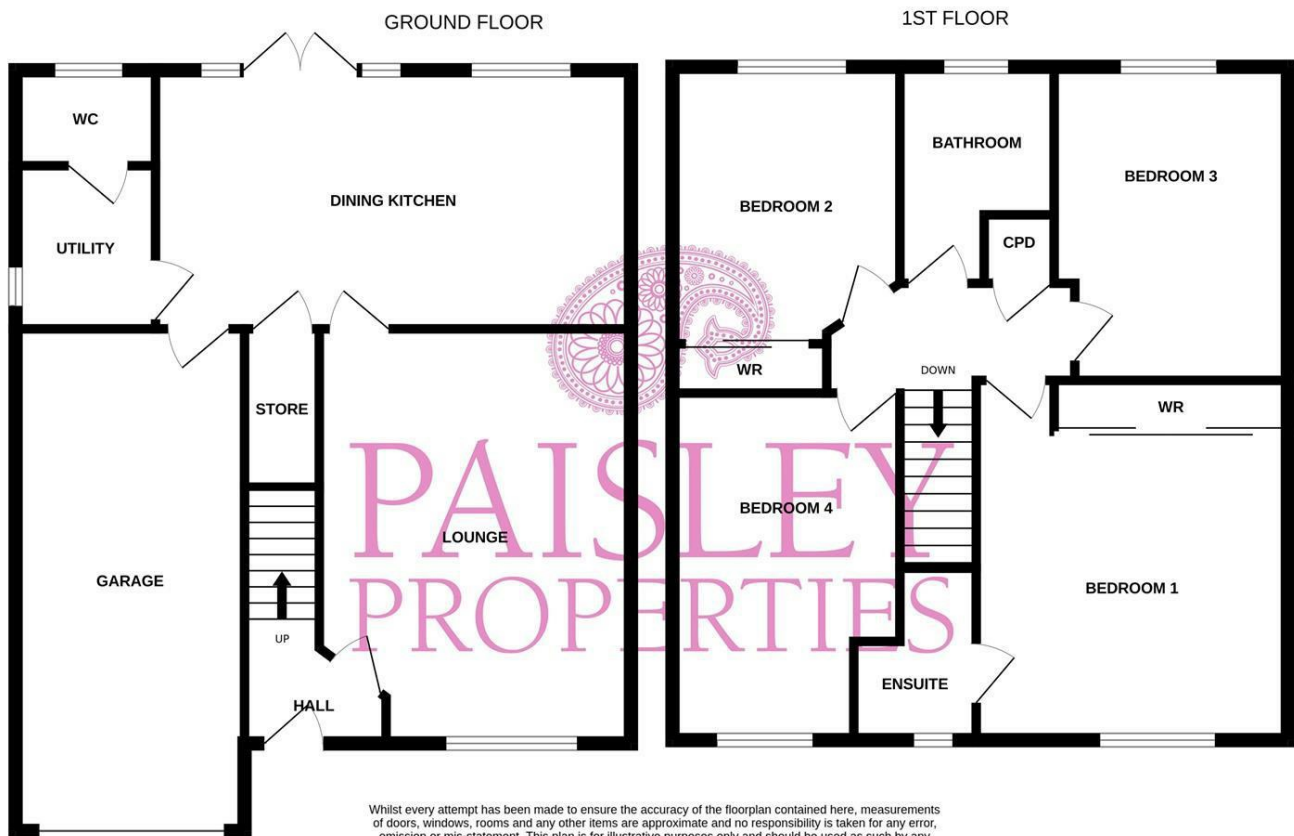 GROUND FLOOR
1ST FLOOR
WC
DINING KITCHEN
UTILITY
STORE
LOUNGE
GARAGE
UP
HALL
BATHROOM
BEDROOM 3
BEDROOM 2
CPD
WR
DOWN
WR
BEDROOM 4
BEDROOM 1
ENSUITE
PAISLEY
PROPERTIES
Whilst every attempt has been made to ensure the accuracy of the floorplan contained here, measurements
of doors, windows, rooms and any other items are approximate and no responsibility is taken for any error,
omission or mis-statement. This plan is for illustrative purposes only and should be used as such by any